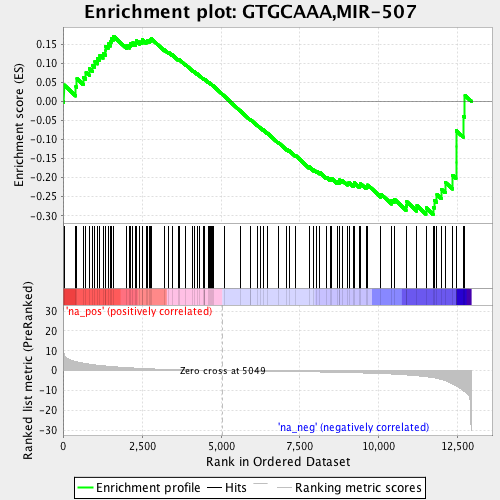 Enrichment plot: GTGCAAA,MIR-507
Enrichment score (ES)
0.15
0.10
0.05
0.00
-0.05
-0.10
-0.15
-0.20
-0.25
-0.30
Ranked list metric (PreRanked)
30
20
10
0
-10
-20
-30
'na_pos' (positively correlated)
Zero cross at 5049
'na_neg' (negatively correlated)
0
2,500
5,000
7,500
10,000
12,500
Rank in Ordered Dataset
Enrichment profile
Hits
Ranking metric scores